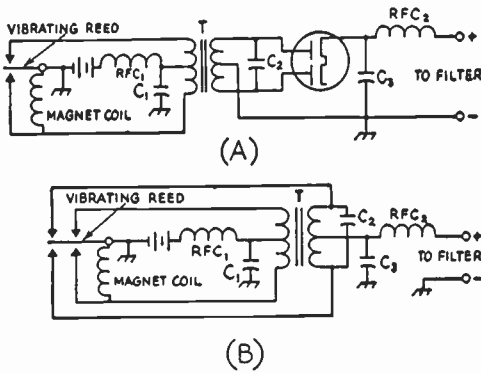 VIBRATING REED
T
RFC₂
+
RFC₁
C₁
C₂
C₃
TO FILTER
MAGNET COIL
-
(A)
VIBRATING REED
T
C₂
RFC₂
+
RFC₁
C₁
C₃
TO FILTER
MAGNET COIL
-
(B)